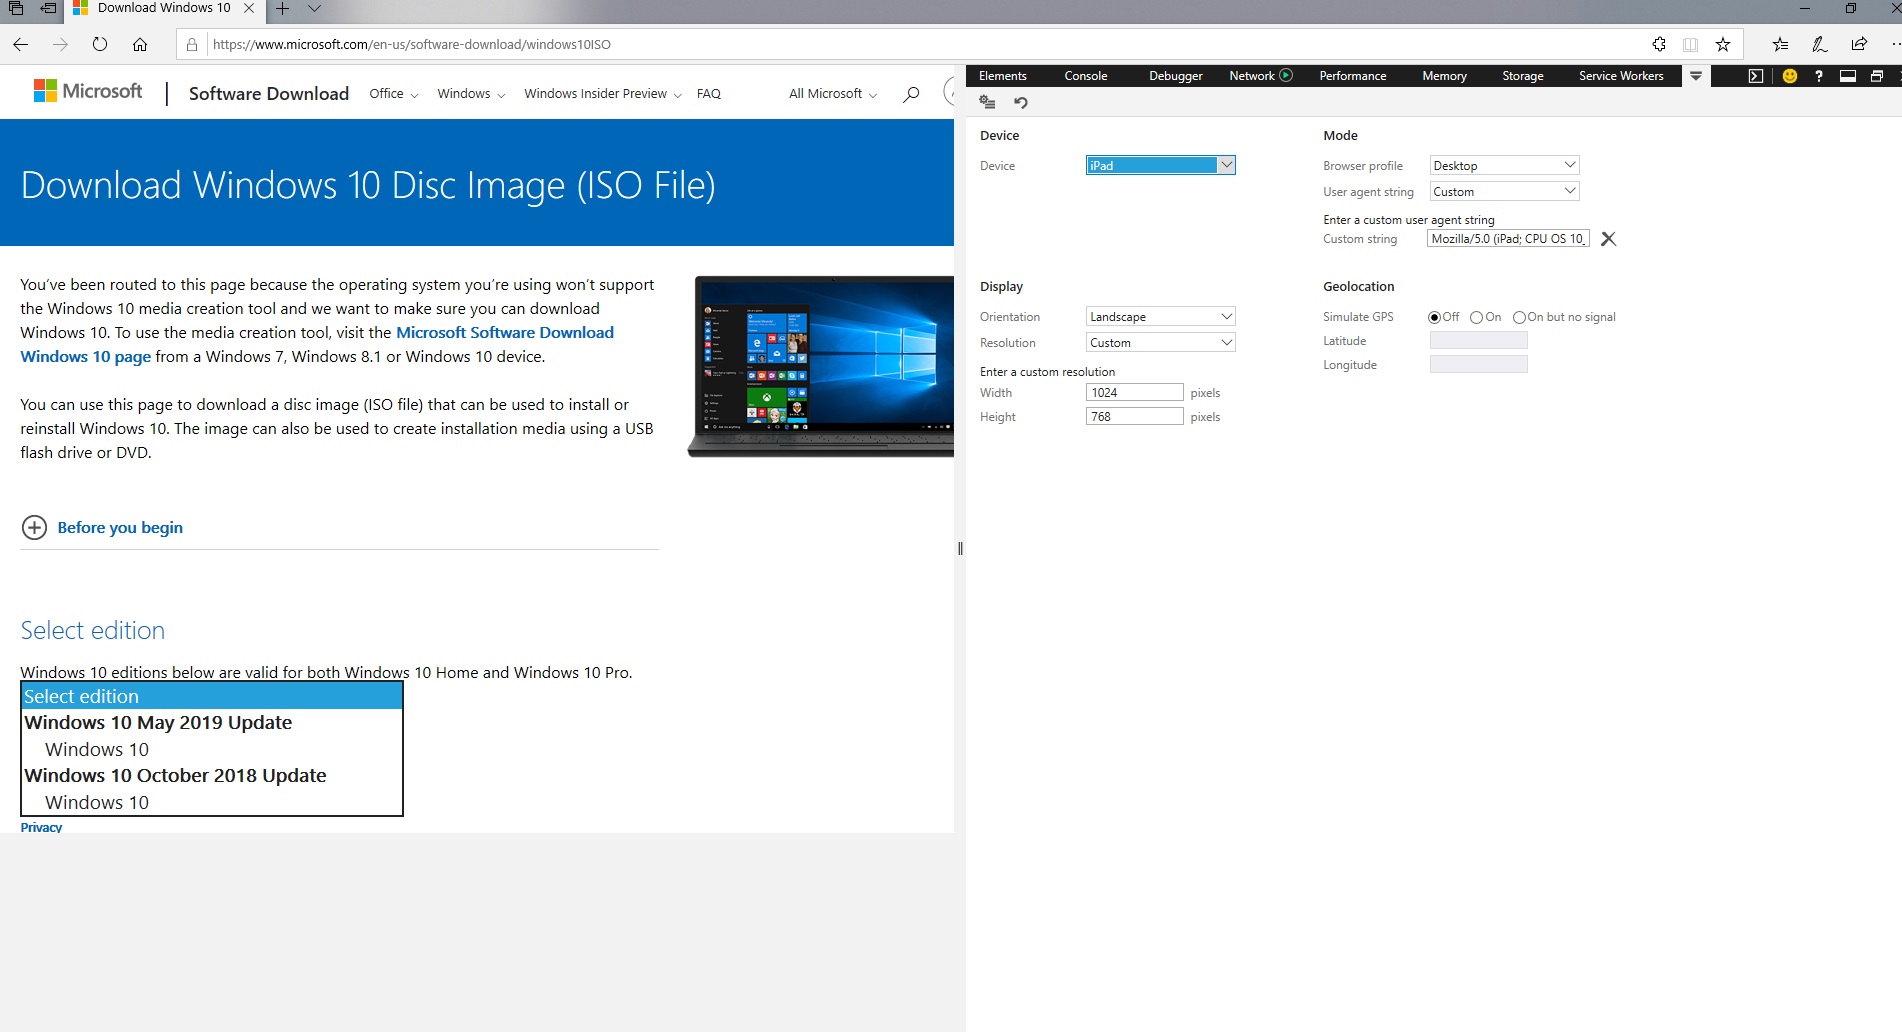 Download Windows 10
https://www.microsoft.com/en-us/software-download/windows10ISO
Microsoft
Software Download
Office
Windows
Windows Insider Preview
FAQ
All Microsoft
Download Windows 10 Disc Image (ISO File)
You've been routed to this page because the operating system you're using won't support
the Windows 10 media creation tool and we want to make sure you can download
Windows 10. To use the media creation tool, visit the Microsoft Software Download
Windows 10 page from a Windows 7, Windows 8.1 or Windows 10 device.
You can use this page to download a disc image (ISO file) that can be used to install or
reinstall Windows 10. The image can also be used to create installation media using a USB
flash drive or DVD.
Before you begin
Select edition
Windows 10 editions below are valid for both Windows 10 Home and Windows 10 Pro.
Select edition
Windows 10 May 2019 Update
Windows 10
Windows 10 October 2018 Update
Windows 10
Privacy
Elements
Console
Debugger
Network
Performance
Memory
Storage
Service Workers
Device
Device
iPad
Mode
Browser profile
Desktop
User agent string
Custom
Enter a custom user agent string
Custom string
Mozilla/5.0 (iPad; CPU OS 10_
Display
Orientation
Landscape
Resolution
Custom
Enter a custom resolution
Width
1024
pixels
Height
768
pixels
Geolocation
Simulate GPS
Off
On
On but no signal
Latitude
Longitude